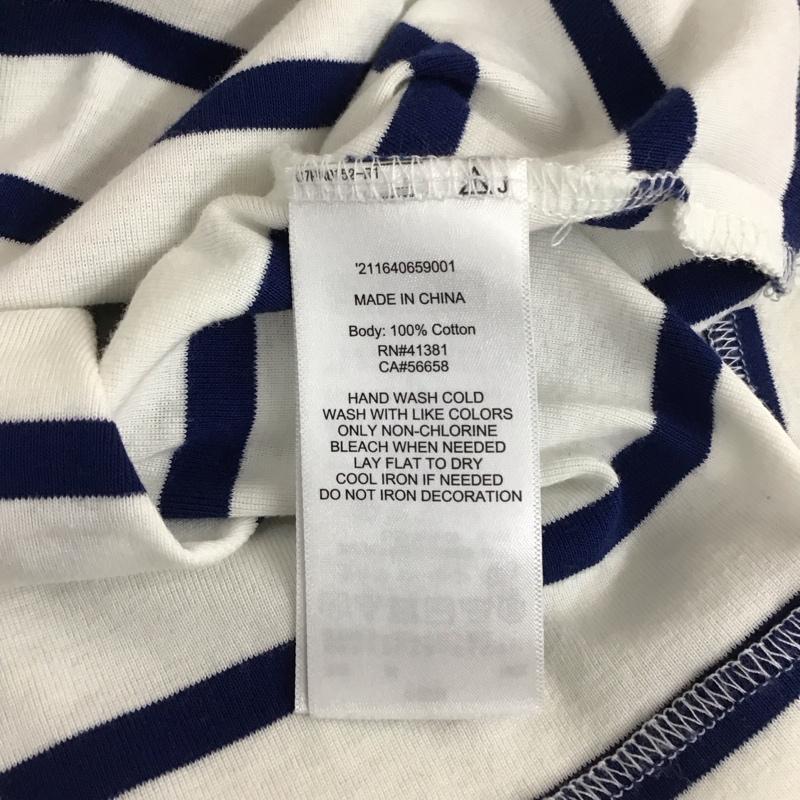 '211640659001
MADE IN CHINA
Body: 100% Cotton
RN#41381
CA#56658
HAND WASH COLD
WASH WITH LIKE COLORS
ONLY NON-CHLORINE
BLEACH WHEN NEEDED
LAY FLAT TO DRY
COOL IRON IF NEEDED
DO NOT IRON DECORATION